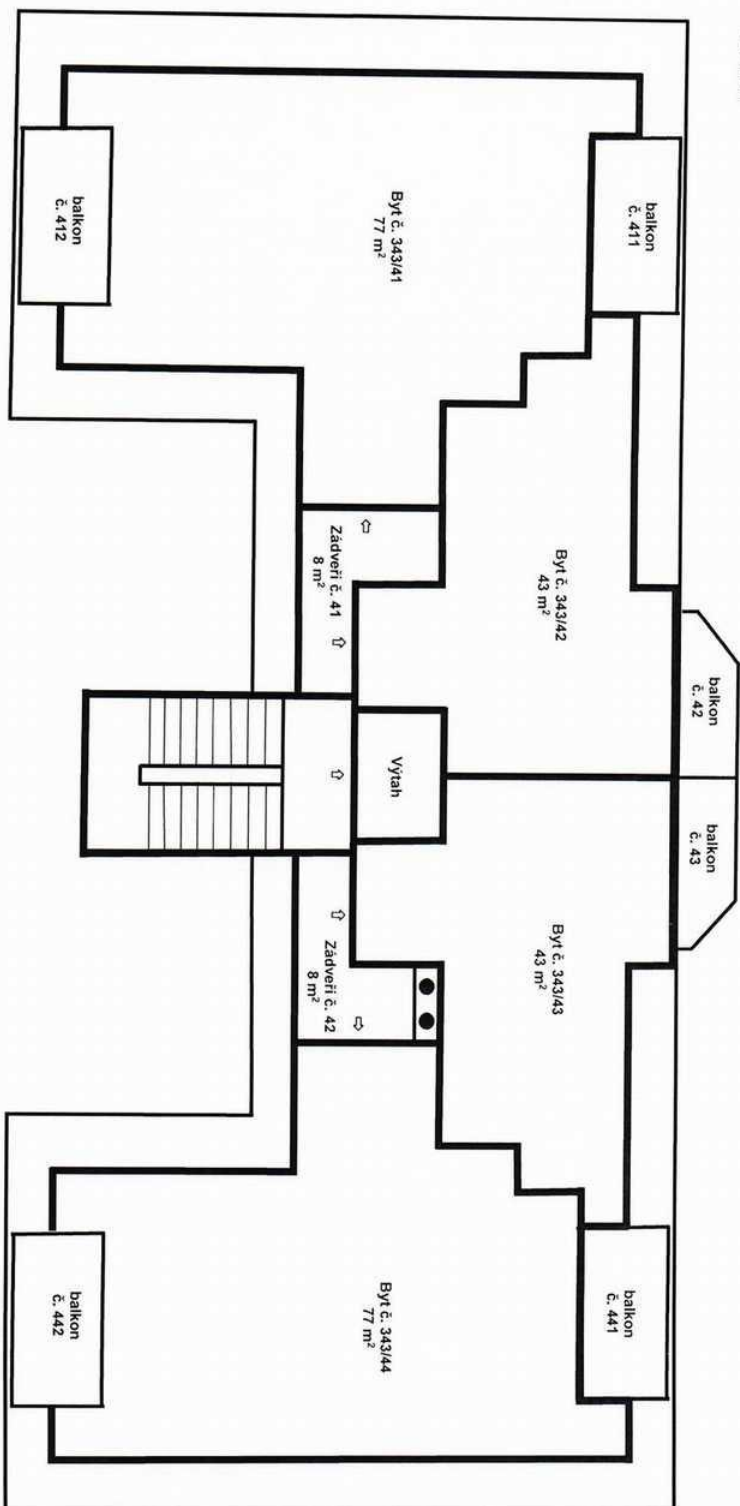 balkon
č. 411
Byt č. 343/41
77 m²
balkon
č. 412
Byt č. 343/42
43 m²
Zádveří č. 41
8 m²
balkon
č. 42
Výtah
balkon
č. 43
Byt č. 343/43
43 m²
Zádveří č. 42
8 m²
balkon
č. 441
Byt č. 343/44
77 m²
balkon
č. 442